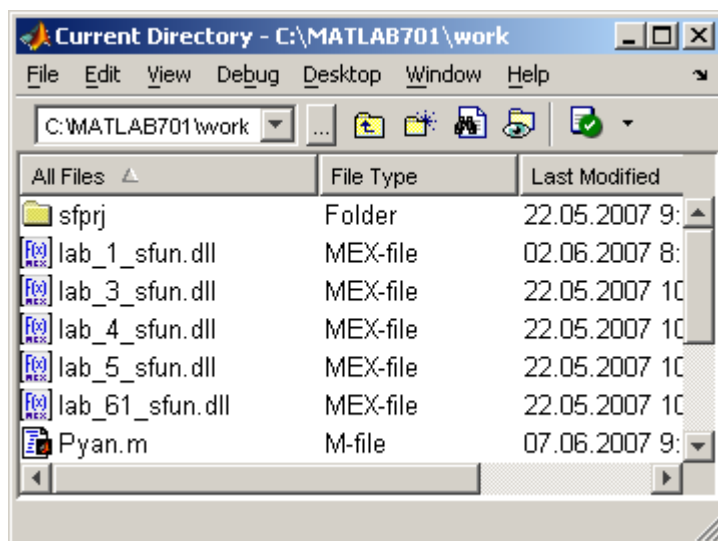 Current Directory - C:\MATLAB701\work
File Edit View Debug Desktop Window Help
C:\MATLAB701\work ...
All Files File Type Last Modified
sfprj Folder 22.05.2007 9:
lab_1_sfun.dll MEX-file 02.06.2007 8:
lab_3_sfun.dll MEX-file 22.05.2007 10
lab_4_sfun.dll MEX-file 22.05.2007 10
lab_5_sfun.dll MEX-file 22.05.2007 10
lab_61_sfun.dll MEX-file 22.05.2007 10
Pyan.m M-file 07.06.2007 9: